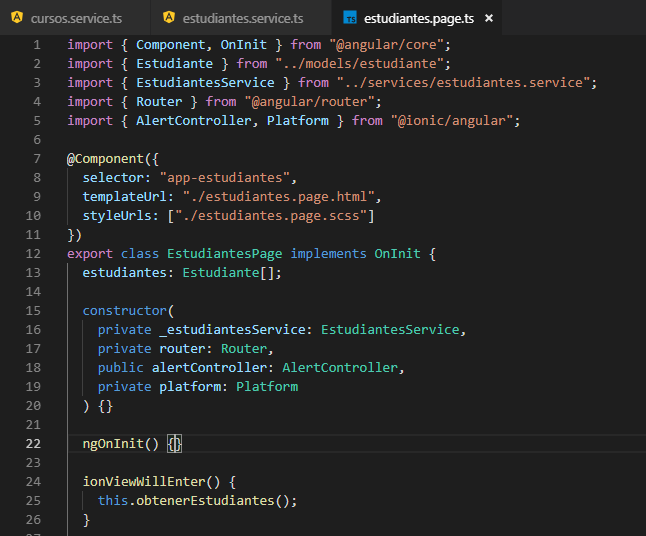 cursos.service.ts estudiantes.service.ts TS estudiantes.page.ts ×
1 import { Component, OnInit } from "@angular/core";
2 import { Estudiante } from "../models/estudiante";
3 import { EstudiantesService } from "../services/estudiantes.service";
4 import { Router } from "@angular/router";
5 import { AlertController, Platform } from "@ionic/angular";
6
7 @Component({
8 selector: "app-estudiantes",
9 templateUrl: "./estudiantes.page.html",
10 styleUrls: ["./estudiantes.page.scss"]
11 })
12 export class EstudiantesPage implements OnInit {
13 estudiantes: Estudiante[];
14
15 constructor(
16 private _estudiantesService: EstudiantesService,
17 private router: Router,
18 public alertController: AlertController,
19 private platform: Platform
20 ) {}
21
22 ngOnInit() {}
23
24 ionViewWillEnter() {
25 this.obtenerEstudiantes();
26 }